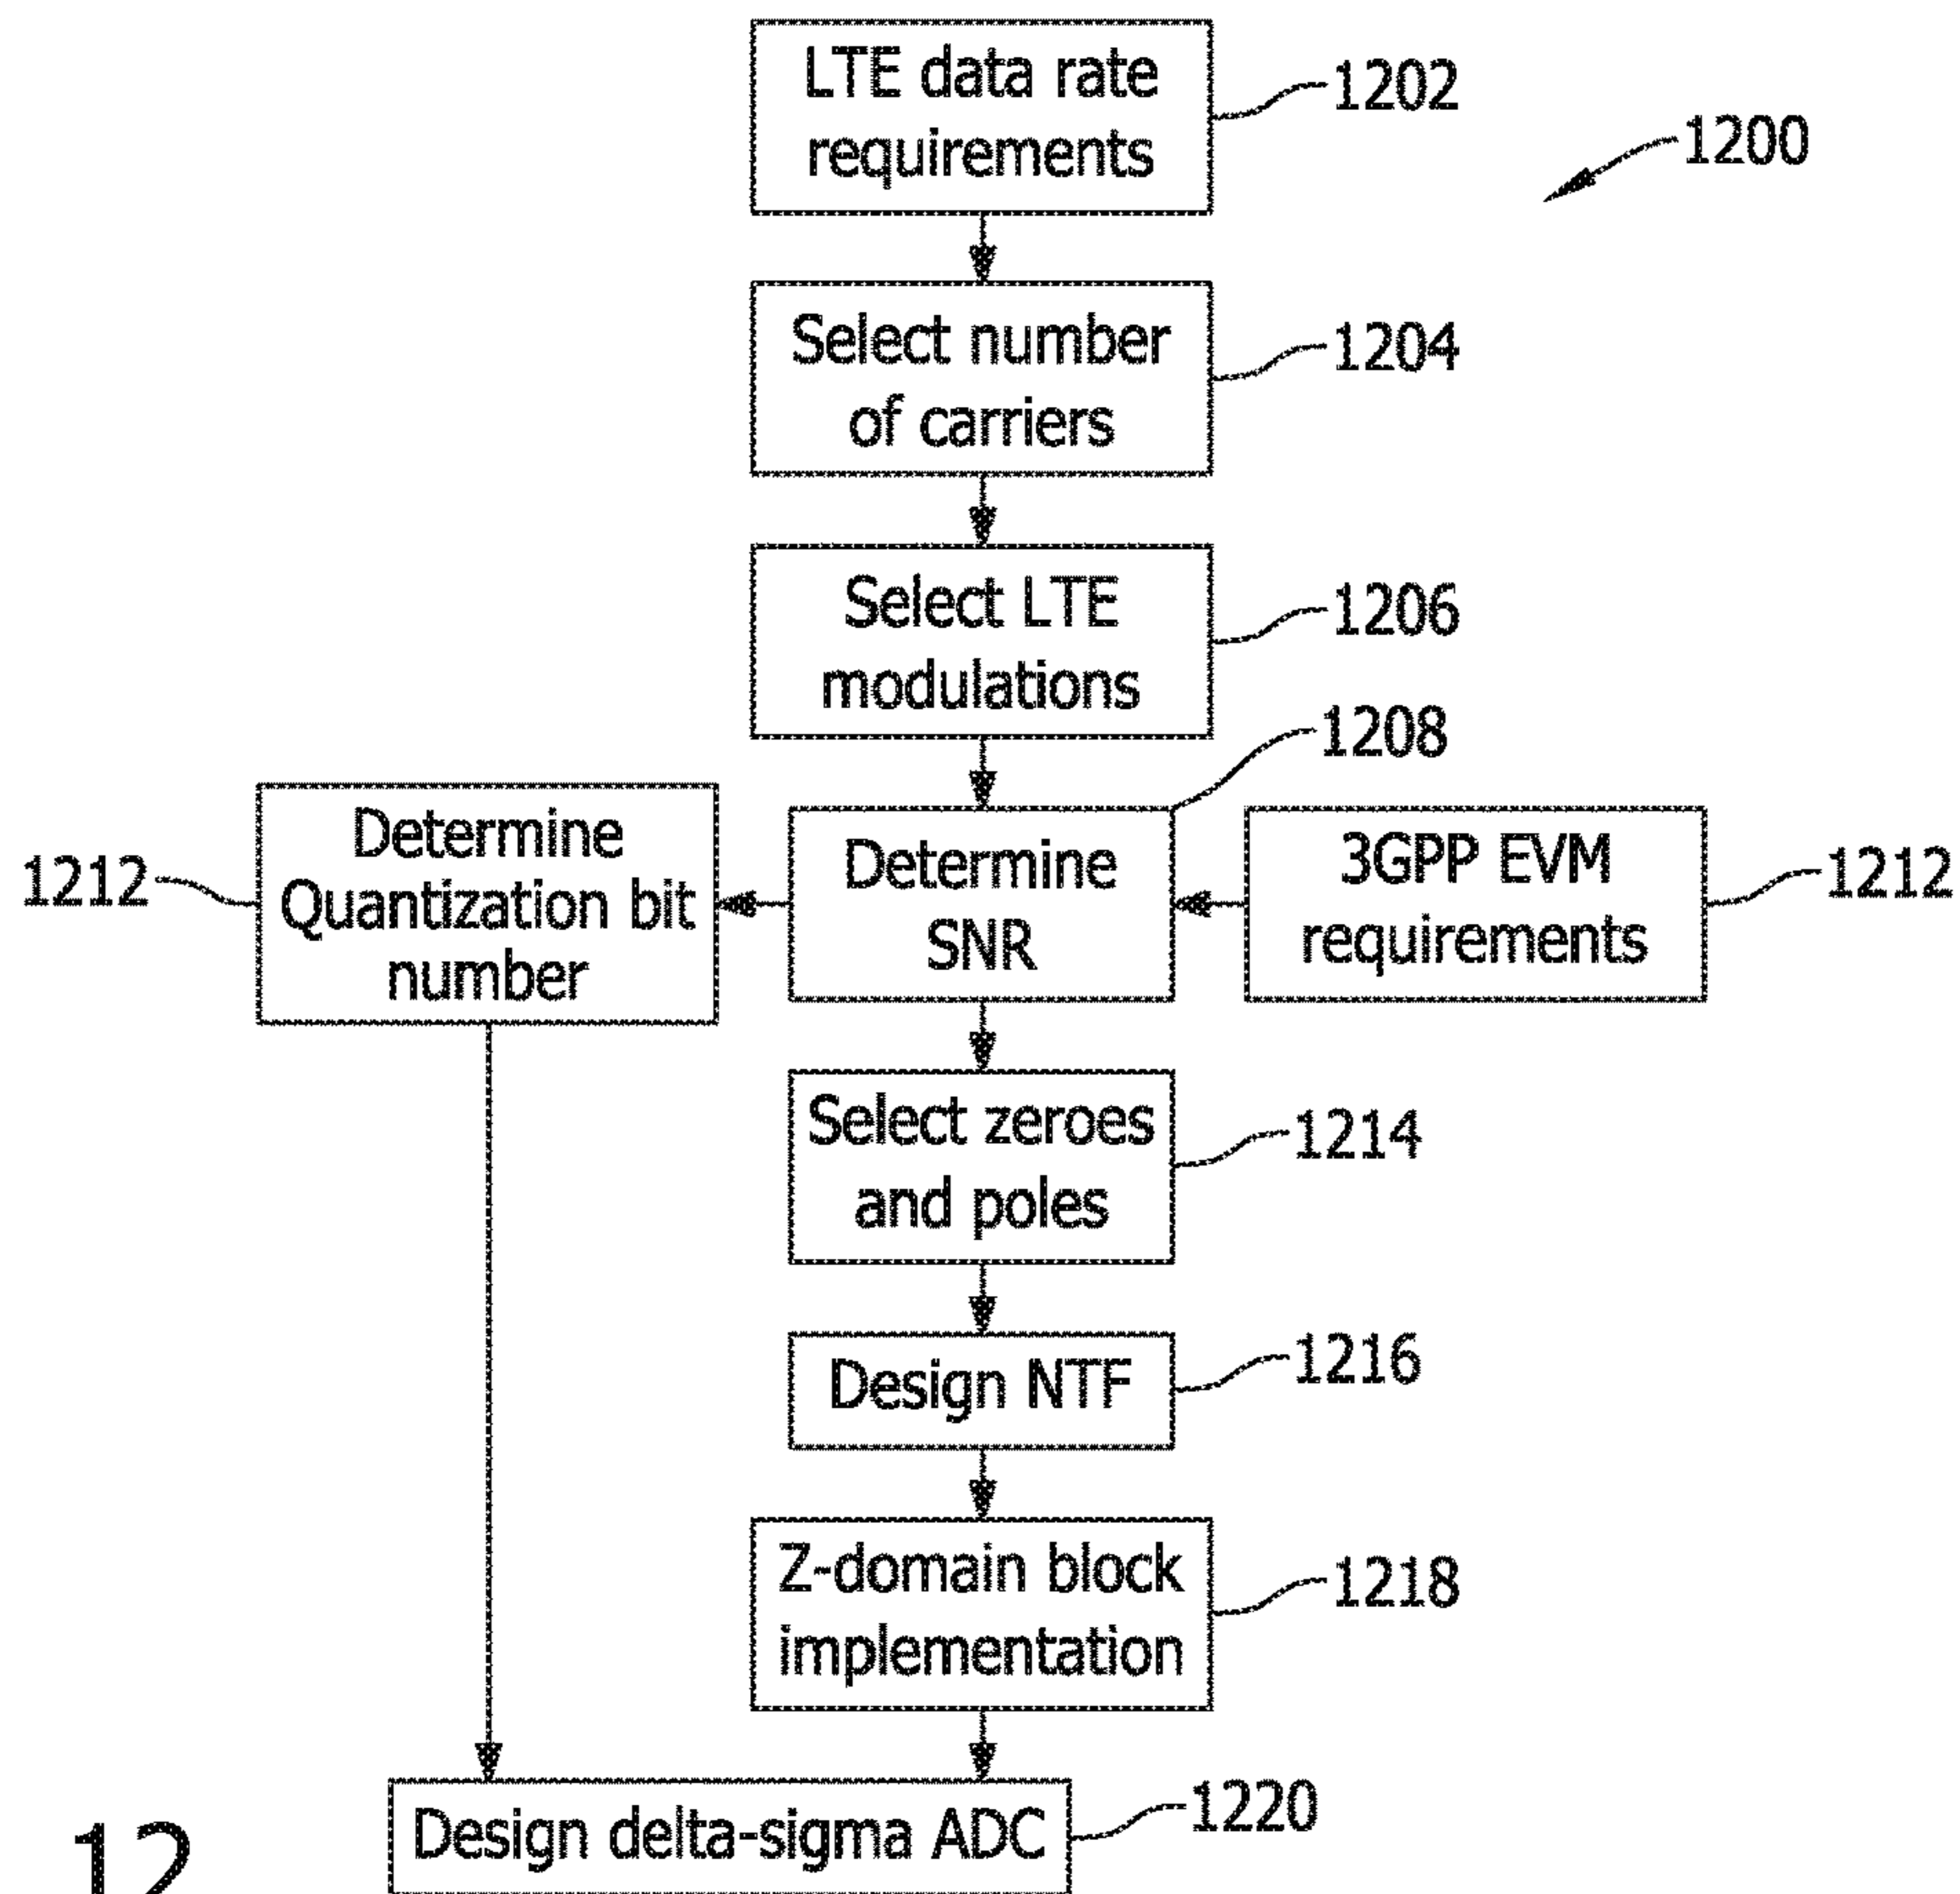 LTE data rate
requirements
1202
1200
Select number
of carriers
1204
Select LTE
modulations
1206
1208
Determine
Quantization bit
number
1212
Determine
SNR
3GPP EVM
requirements
1212
Select zeroes
and poles
1214
Design NTF
1216
Z-domain block
implementation
1218
Design delta-sigma ADC
1220
12